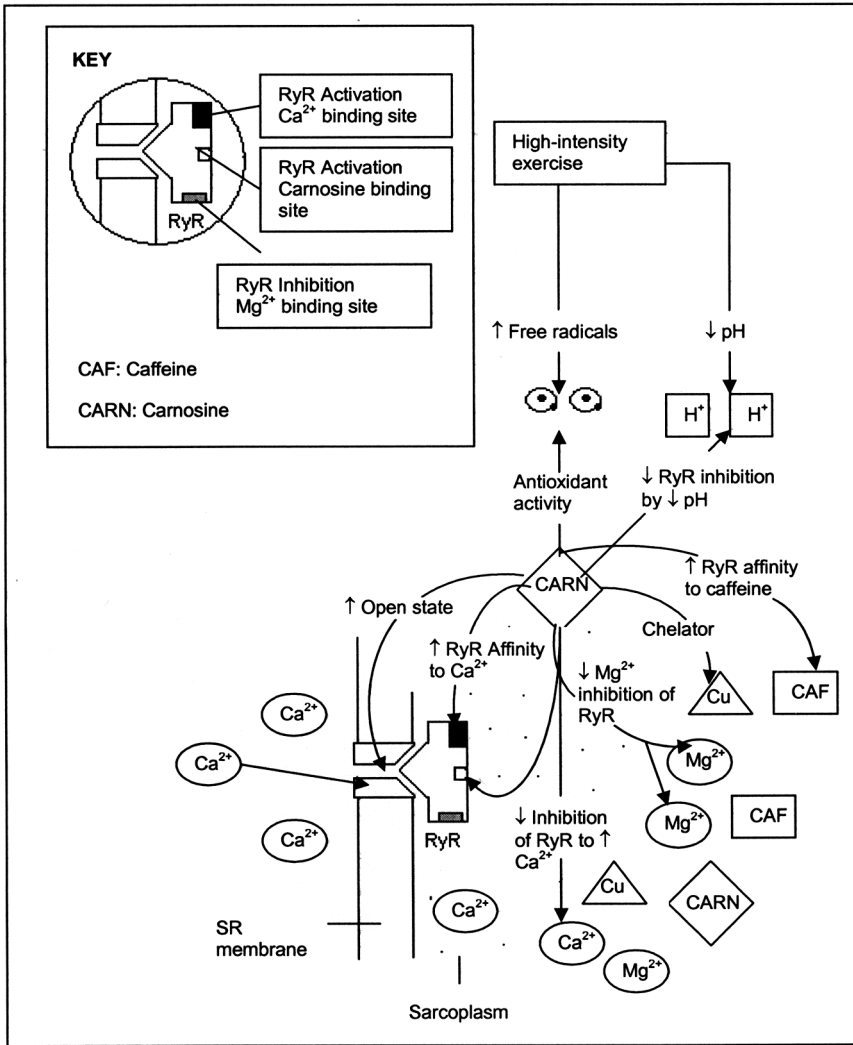 KEY
RyR Activation
Ca²⁺ binding site
RyR Activation
Carnosine binding
site
RyR
RyR Inhibition
Mg²⁺ binding site
CAF: Caffeine
CARN: Carnosine
High-intensity
exercise
↑ Free radicals
↓ pH
H⁺
H⁺
Antioxidant
activity
↓ RyR inhibition
by ↓ pH
CARN
↑ RyR affinity
to caffeine
↑ Open state
↑ RyR Affinity
to Ca²⁺
Chelator
↓ Mg²⁺
inhibition of
RyR
Cu
CAF
Ca²⁺
Ca²⁺
Mg²⁺
Mg²⁺
CAF
Ca²⁺
RyR
↓ Inhibition
of RyR to ↑
Ca²⁺
Cu
CARN
Ca²⁺
SR
membrane
Ca²⁺
Mg²⁺
Sarcoplasm